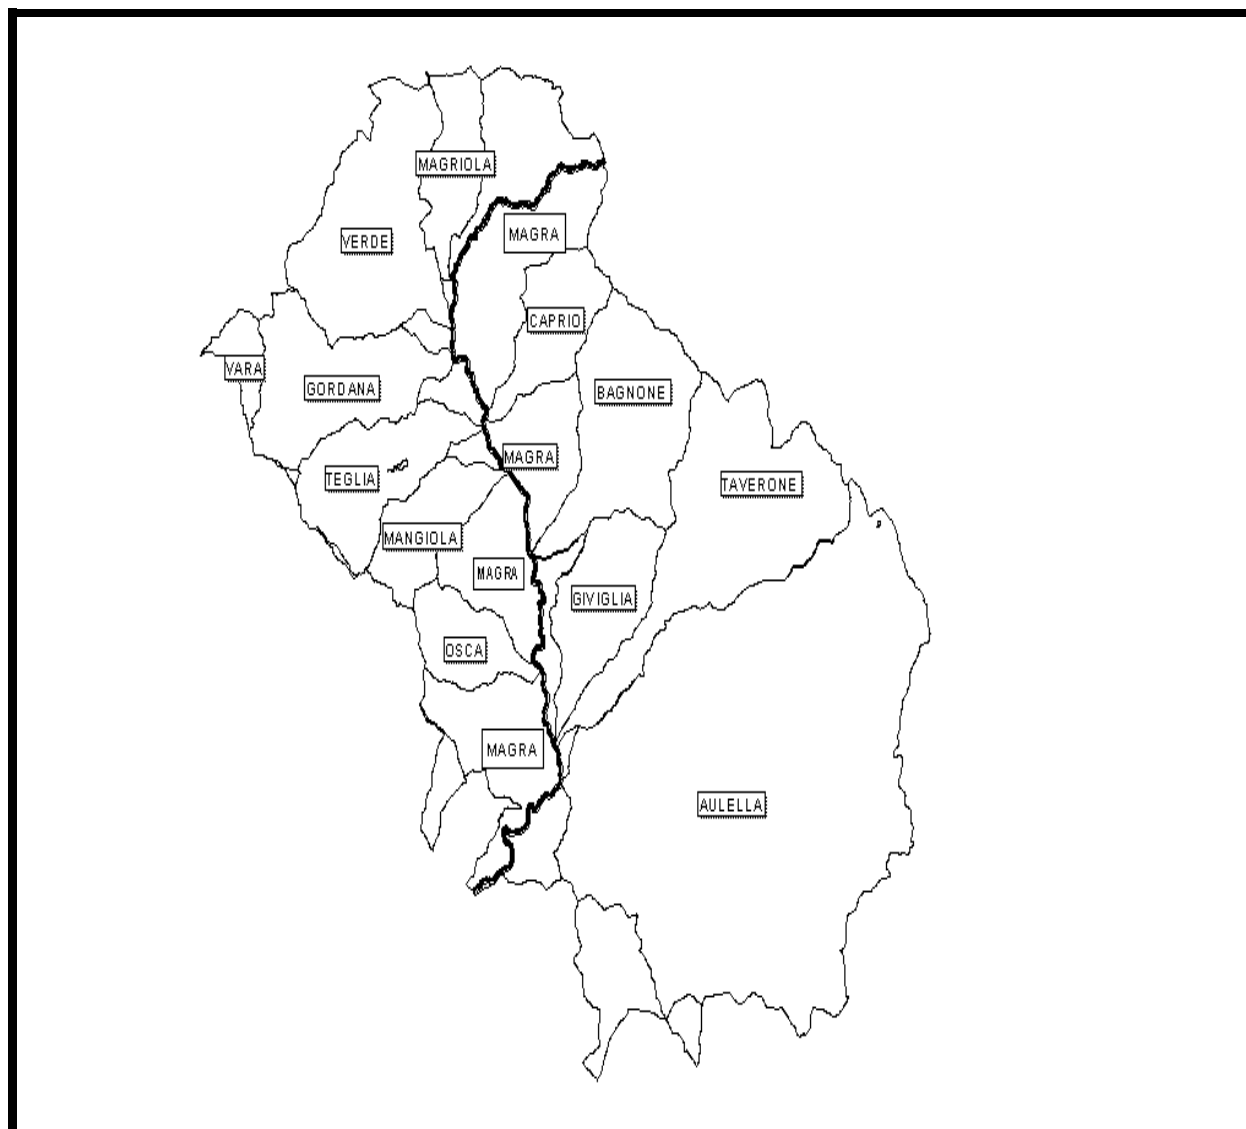 MAGRIOLA
VERDE
MAGRA
CAPRIO
VARA
GORDANA
BAGNONE
MAGRA
TEGLIA
TAVERONE
MANGIOLA
MAGRA
GIVIGLIA
OSCA
MAGRA
AULELLA